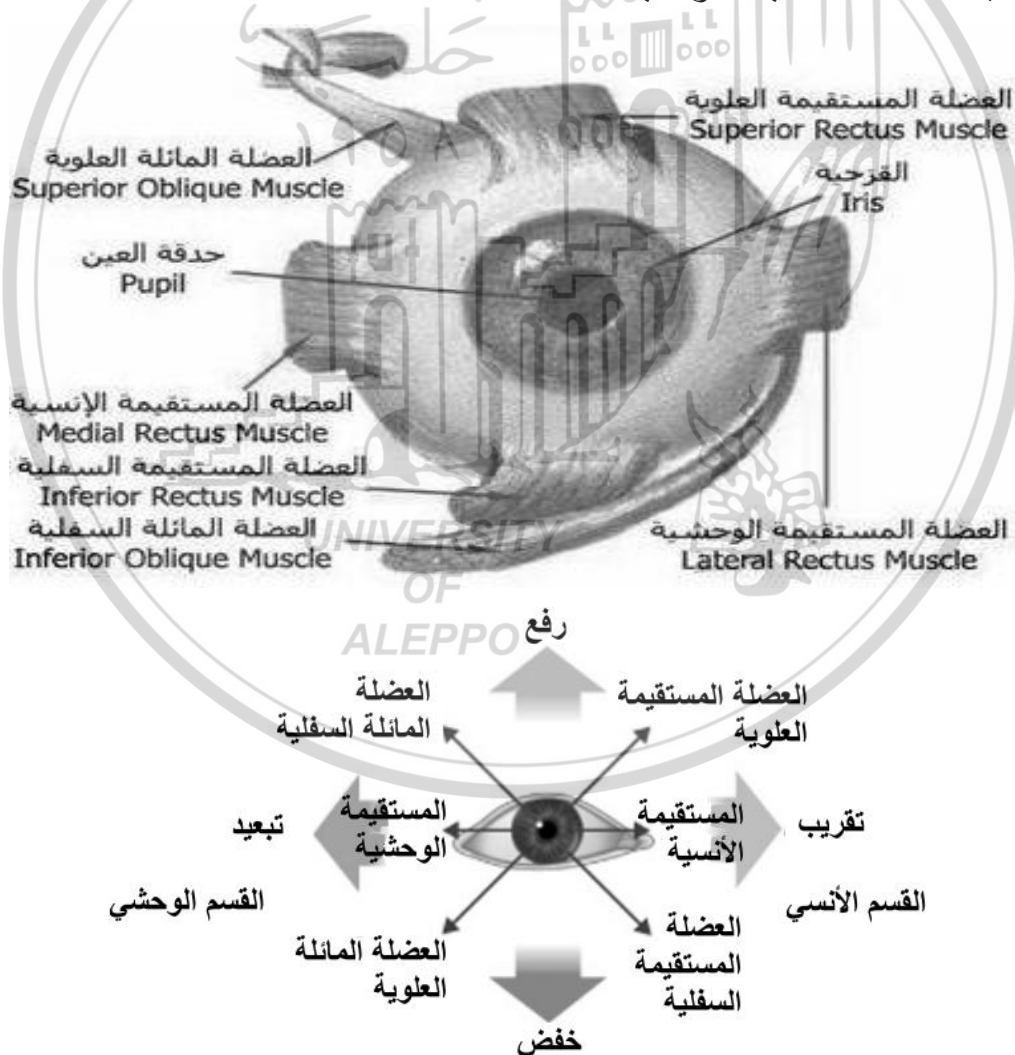 العضلة المستقيمة العلوية
Superior Rectus Muscle
العضلة المائلة العلوية
Superior Oblique Muscle
القزحية
Iris
حدقة العين
Pupil
العضلة المستقيمة الإنسية
Medial Rectus Muscle
العضلة المستقيمة السفلية
Inferior Rectus Muscle
العضلة المائلة السفلية
Inferior Oblique Muscle
العضلة المستقيمة الوحشية
Lateral Rectus Muscle
حلب
١٩٥٨
UNIVERSITY
OF
ALEPPO
رفع
العضلة المستقيمة
العلوية
العضلة
المائلة السفلية
تقريب
المستقيمة
الأنسية
المستقيمة
الوحشية
تبعيد
القسم الأنسي
القسم الوحشي
العضلة
المستقيمة
السفلية
العضلة المائلة
العلوية
خفض